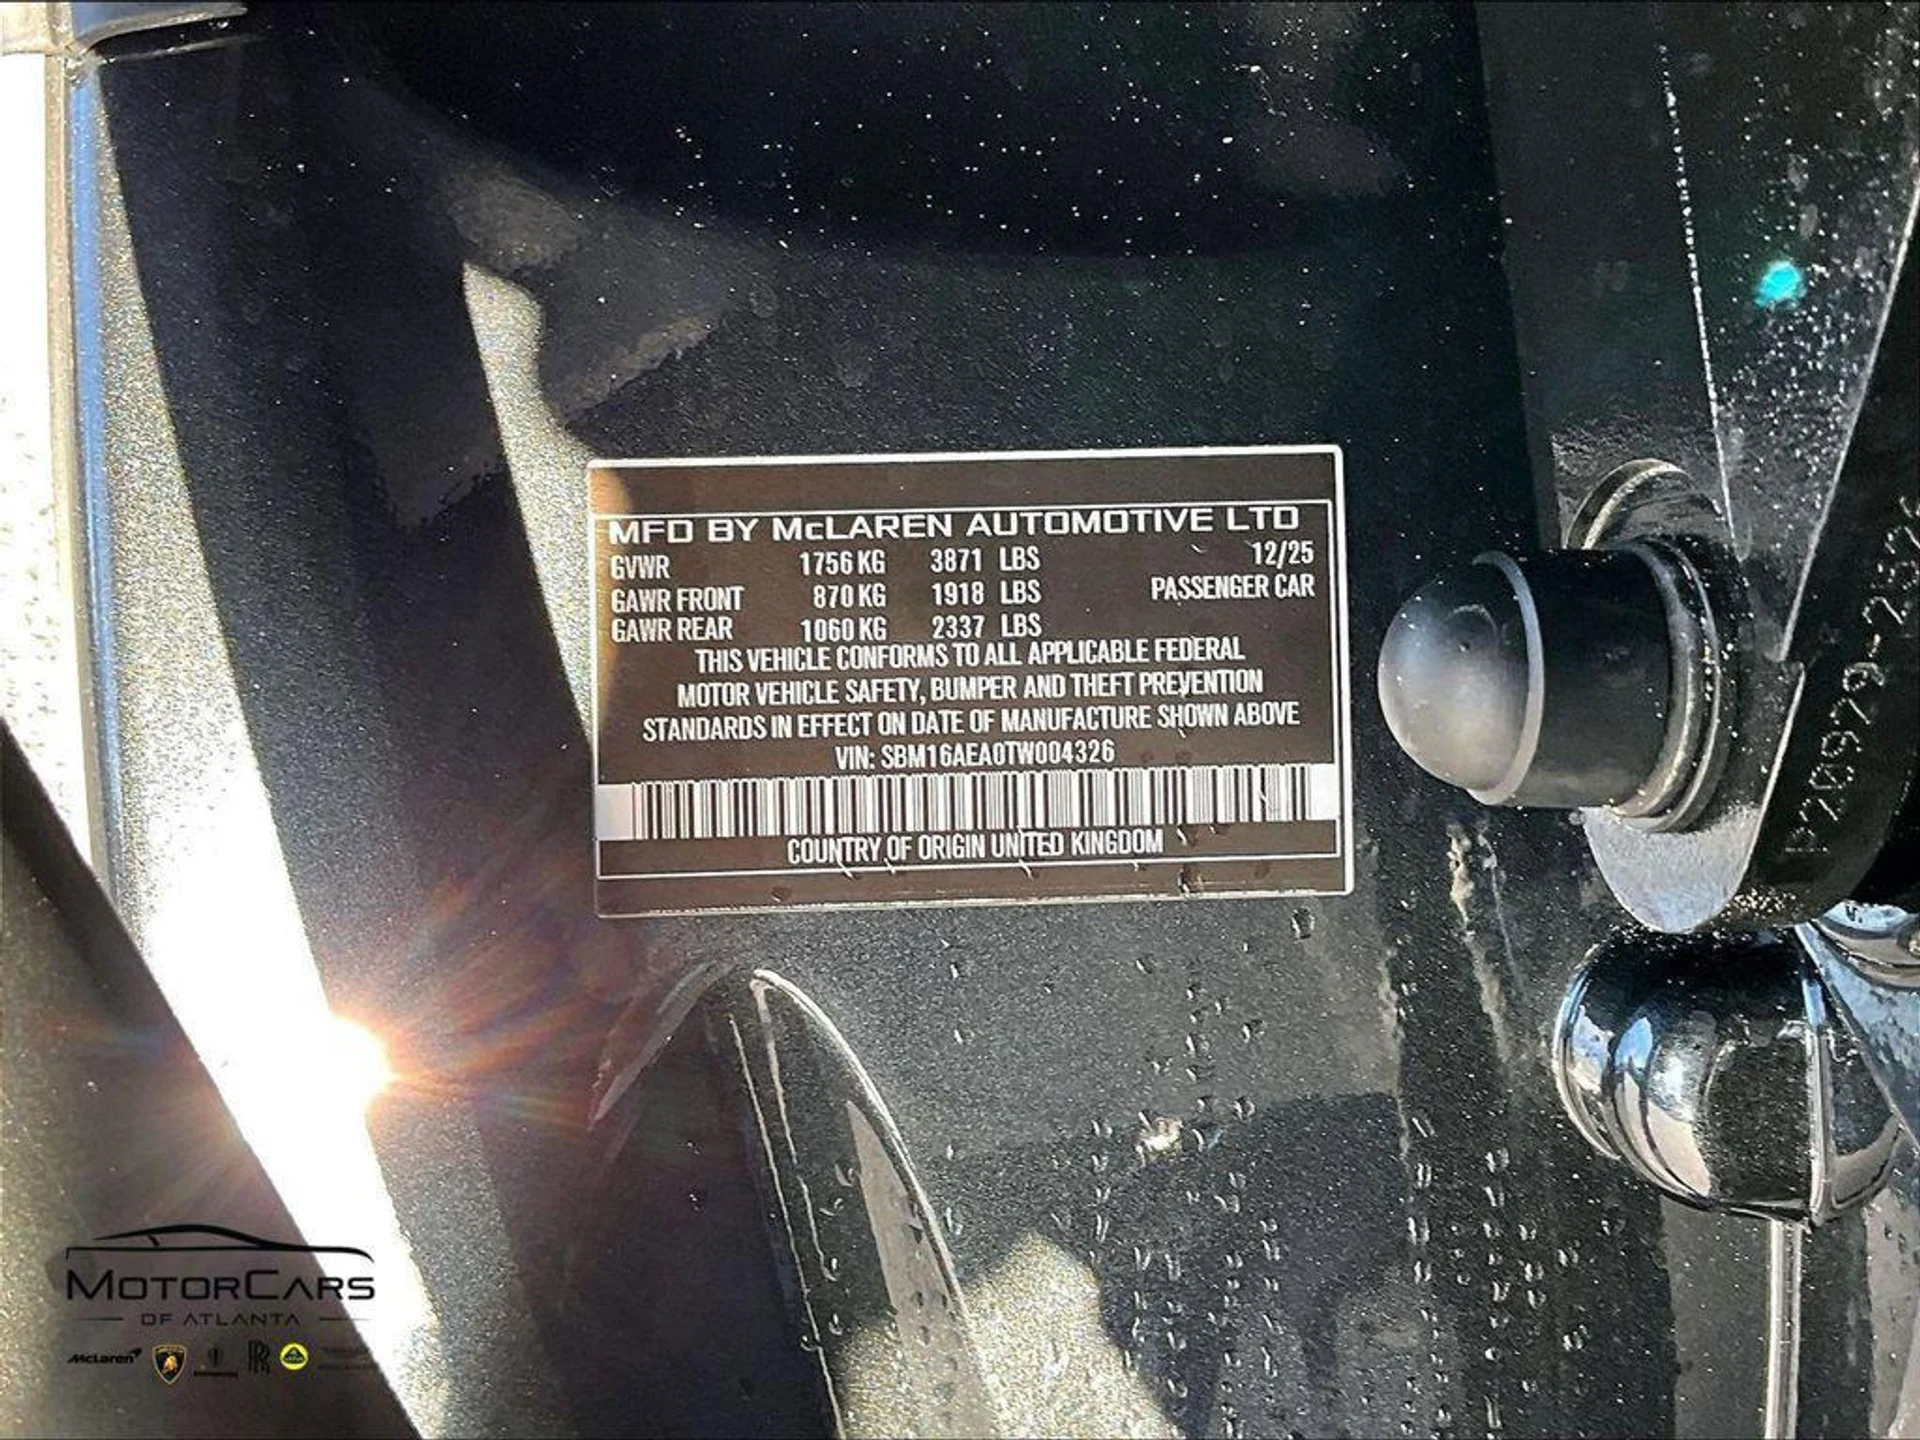 MFD BY McLAREN AUTOMOTIVE LTD
GVWR 1756 KG 3871 LBS 12/25
GAWR FRONT 870 KG 1918 LBS PASSENGER CAR
GAWR REAR 1060 KG 2337 LBS
THIS VEHICLE CONFORMS TO ALL APPLICABLE FEDERAL
MOTOR VEHICLE SAFETY, BUMPER AND THEFT PREVENTION
STANDARDS IN EFFECT ON DATE OF MANUFACTURE SHOWN ABOVE
VIN: SBM16AEA0TW004326
COUNTRY OF ORIGIN UNITED KINGDOM
MOTORCARS
OF ATLANTA
McLaren